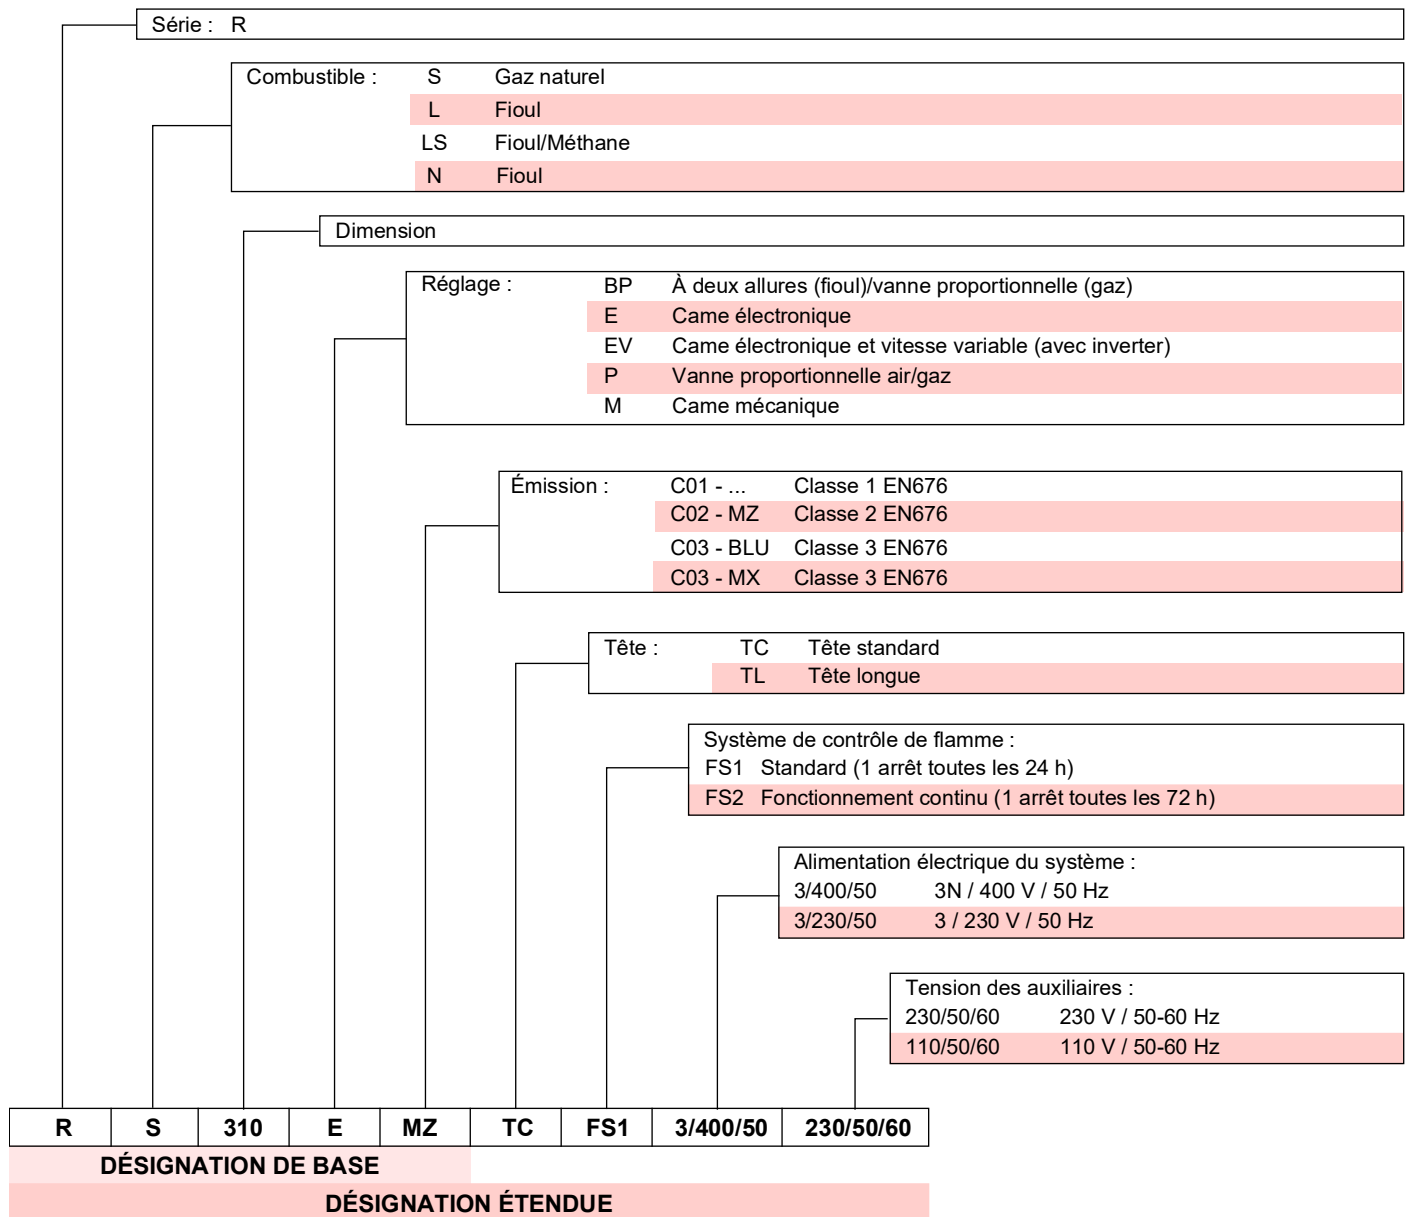 Série : R
Combustible : S Gaz naturel
L Fioul
LS Fioul/Méthane
N Fioul
Dimension
Réglage : BP À deux allures (fioul)/vanne proportionnelle (gaz)
E Came électronique
EV Came électronique et vitesse variable (avec inverter)
P Vanne proportionnelle air/gaz
M Came mécanique
Émission : C01 - ... Classe 1 EN676
C02 - MZ Classe 2 EN676
C03 - BLU Classe 3 EN676
C03 - MX Classe 3 EN676
Tête : TC Tête standard
TL Tête longue
Système de contrôle de flamme :
FS1 Standard (1 arrêt toutes les 24 h)
FS2 Fonctionnement continu (1 arrêt toutes les 72 h)
Alimentation électrique du système :
3/400/50 3N / 400 V / 50 Hz
3/230/50 3 / 230 V / 50 Hz
Tension des auxiliaires :
230/50/60 230 V / 50-60 Hz
110/50/60 110 V / 50-60 Hz
R S 310 E MZ TC FS1 3/400/50 230/50/60
DÉSIGNATION DE BASE
DÉSIGNATION ÉTENDUE